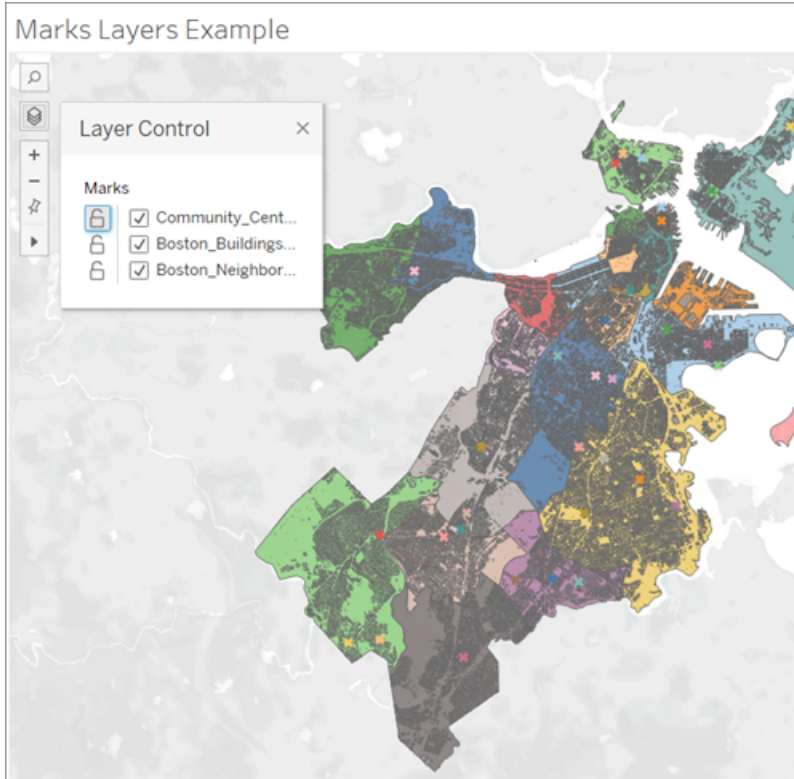 Marks Layers Example
Layer Control
Marks
Community_Cent...
Boston_Buildings...
Boston_Neighbor...